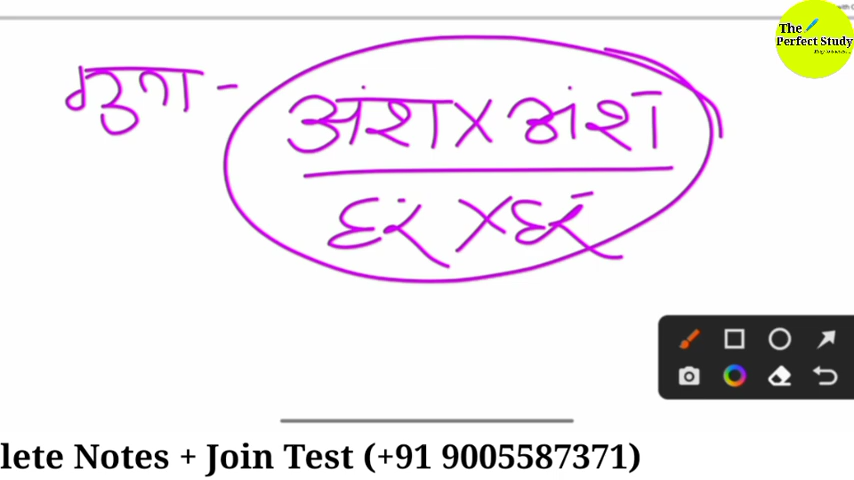 The
Perfect Study
गुणा - अंश × अंश
हर × हर
lete Notes + Join Test (+91 9005587371)